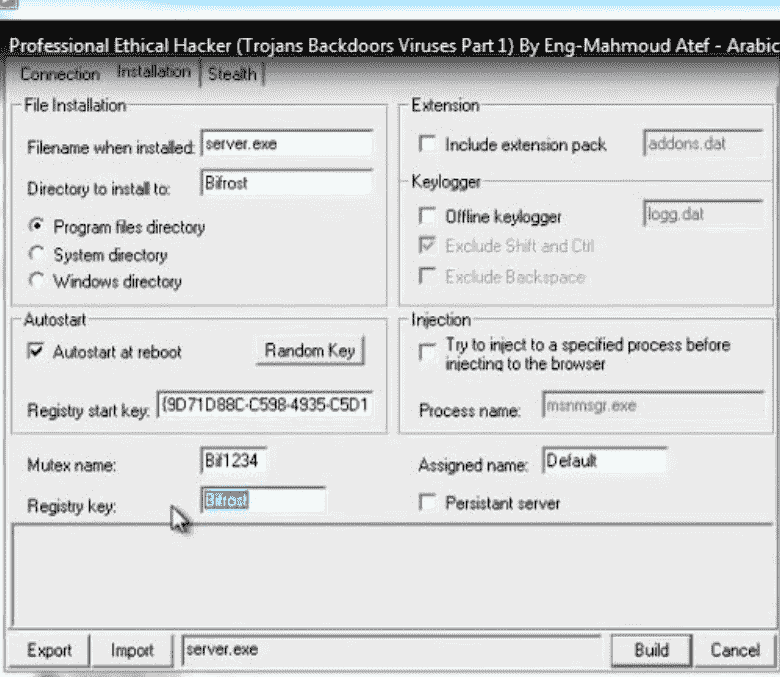 Professional Ethical Hacker (Trojans Backdoors Viruses Part 1) By Eng-Mahmoud Atef - Arabic
Connection Installation Stealth
File Installation
Filename when installed: server.exe
Directory to install to: Bifrost
Program files directory
System directory
Windows directory
Extension
Include extension pack addons.dat
Keylogger
Offline keylogger logg.dat
Exclude Shift and Ctrl
Exclude Backspace
Autostart
Autostart at reboot Random Key
Registry start key: {9D71D88C-C598-4935-C5D1
Injection
Try to inject to a specified process before
injecting to the browser
Process name: msnmsgr.exe
Mutex name: Bif1234
Assigned name: Default
Registry key: Bifrost
Persistant server
Export Import server.exe Build Cancel